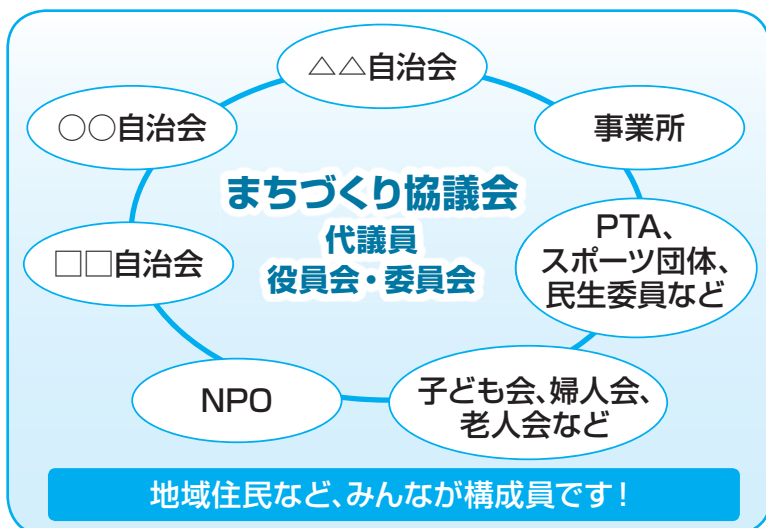 △△自治会
○○自治会
事業所
まちづくり協議会
代議員
役員会・委員会
□□自治会
PTA、
スポーツ団体、
民生委員など
NPO
子ども会、婦人会、
老人会など
地域住民など、みんなが構成員です！